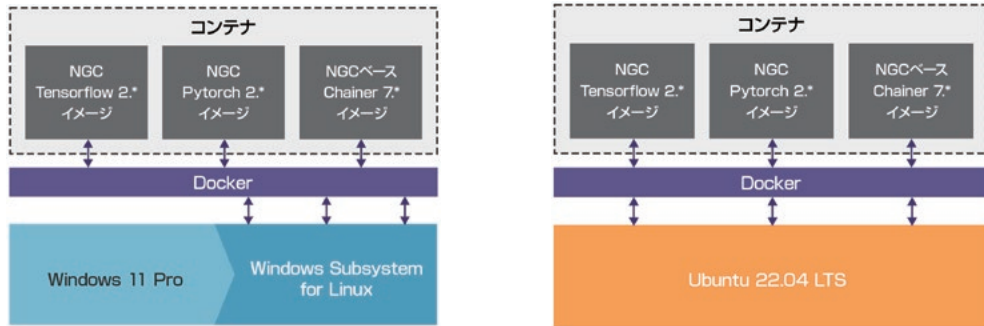 コンテナ
NGC
Tensorflow 2.*
イメージ
NGC
Pytorch 2.*
イメージ
NGCベース
Chainer 7.*
イメージ
Docker
Windows 11 Pro
Windows Subsystem
for Linux
コンテナ
NGC
Tensorflow 2.*
イメージ
NGC
Pytorch 2.*
イメージ
NGCベース
Chainer 7.*
イメージ
Docker
Ubuntu 22.04 LTS